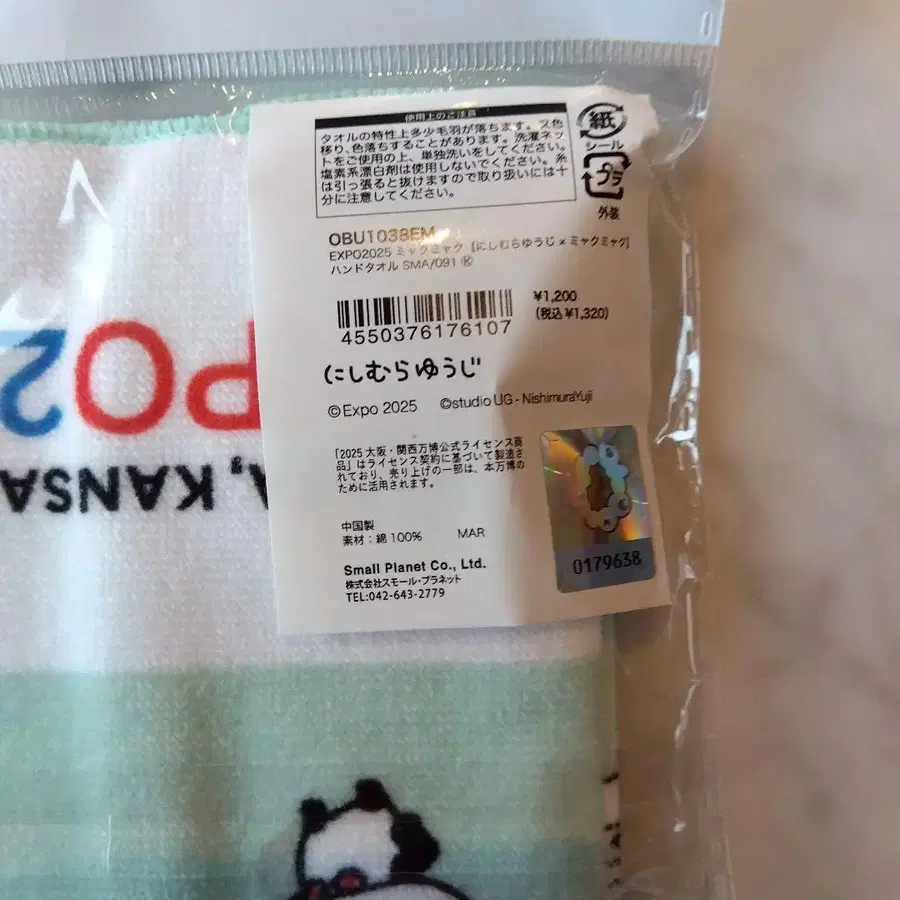 使用上のご注意
タオルの特性上多少毛羽が落ちます。又色
移り、色落ちすることがあります。洗濯ネッ
トをご使用の上、単独洗いをしてください。
塩素系漂白剤は使用しないでください。糸
は引っ張ると抜けますので取り扱いには十
分に注意してください。
紙
シール
プラ
外装
OBU1038EM
EXPO2025 ミャクミャク [にしむらゆうじ × ミャクミャク]
ハンドタオル SMA/091 Ⓚ
¥1,200
(税込¥1,320)
4550376176107
にしむらゆうじ
©Expo 2025 ©studio UG - NishimuraYuji
「2025 大阪・関西万博公式ライセンス商
品」はライセンス契約に基づいて製造さ
れており、売り上げの一部は、本万博の
ために活用されます。
中国製
素材：綿 100% MAR
Small Planet Co., Ltd.
株式会社スモール・プラネット
TEL:042-643-2779
0179638
PO2
A, KANSA